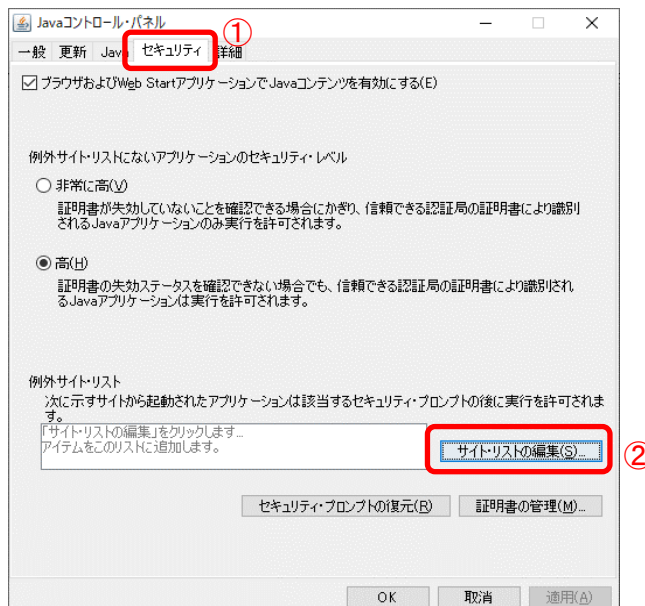 Javaコントロール・パネル
①
一般 更新 Java セキュリティ 詳細
ブラウザおよびWeb StartアプリケーションでJavaコンテンツを有効にする(E)
例外サイト・リストにないアプリケーションのセキュリティ・レベル
非常に高(V)
証明書が失効していないことを確認できる場合にかぎり、信頼できる認証局の証明書により識別
されるJavaアプリケーションのみ実行を許可されます。
高(H)
証明書の失効ステータスを確認できない場合でも、信頼できる認証局の証明書により識別され
るJavaアプリケーションは実行を許可されます。
例外サイト・リスト
次に示すサイトから起動されたアプリケーションは該当するセキュリティ・プロンプトの後に実行を許可されま
す。
「サイト・リストの編集」をクリックします...
アイテムをこのリストに追加します。
サイト・リストの編集(S)...
②
セキュリティ・プロンプトの復元(R) 証明書の管理(M)...
OK 取消 適用(A)